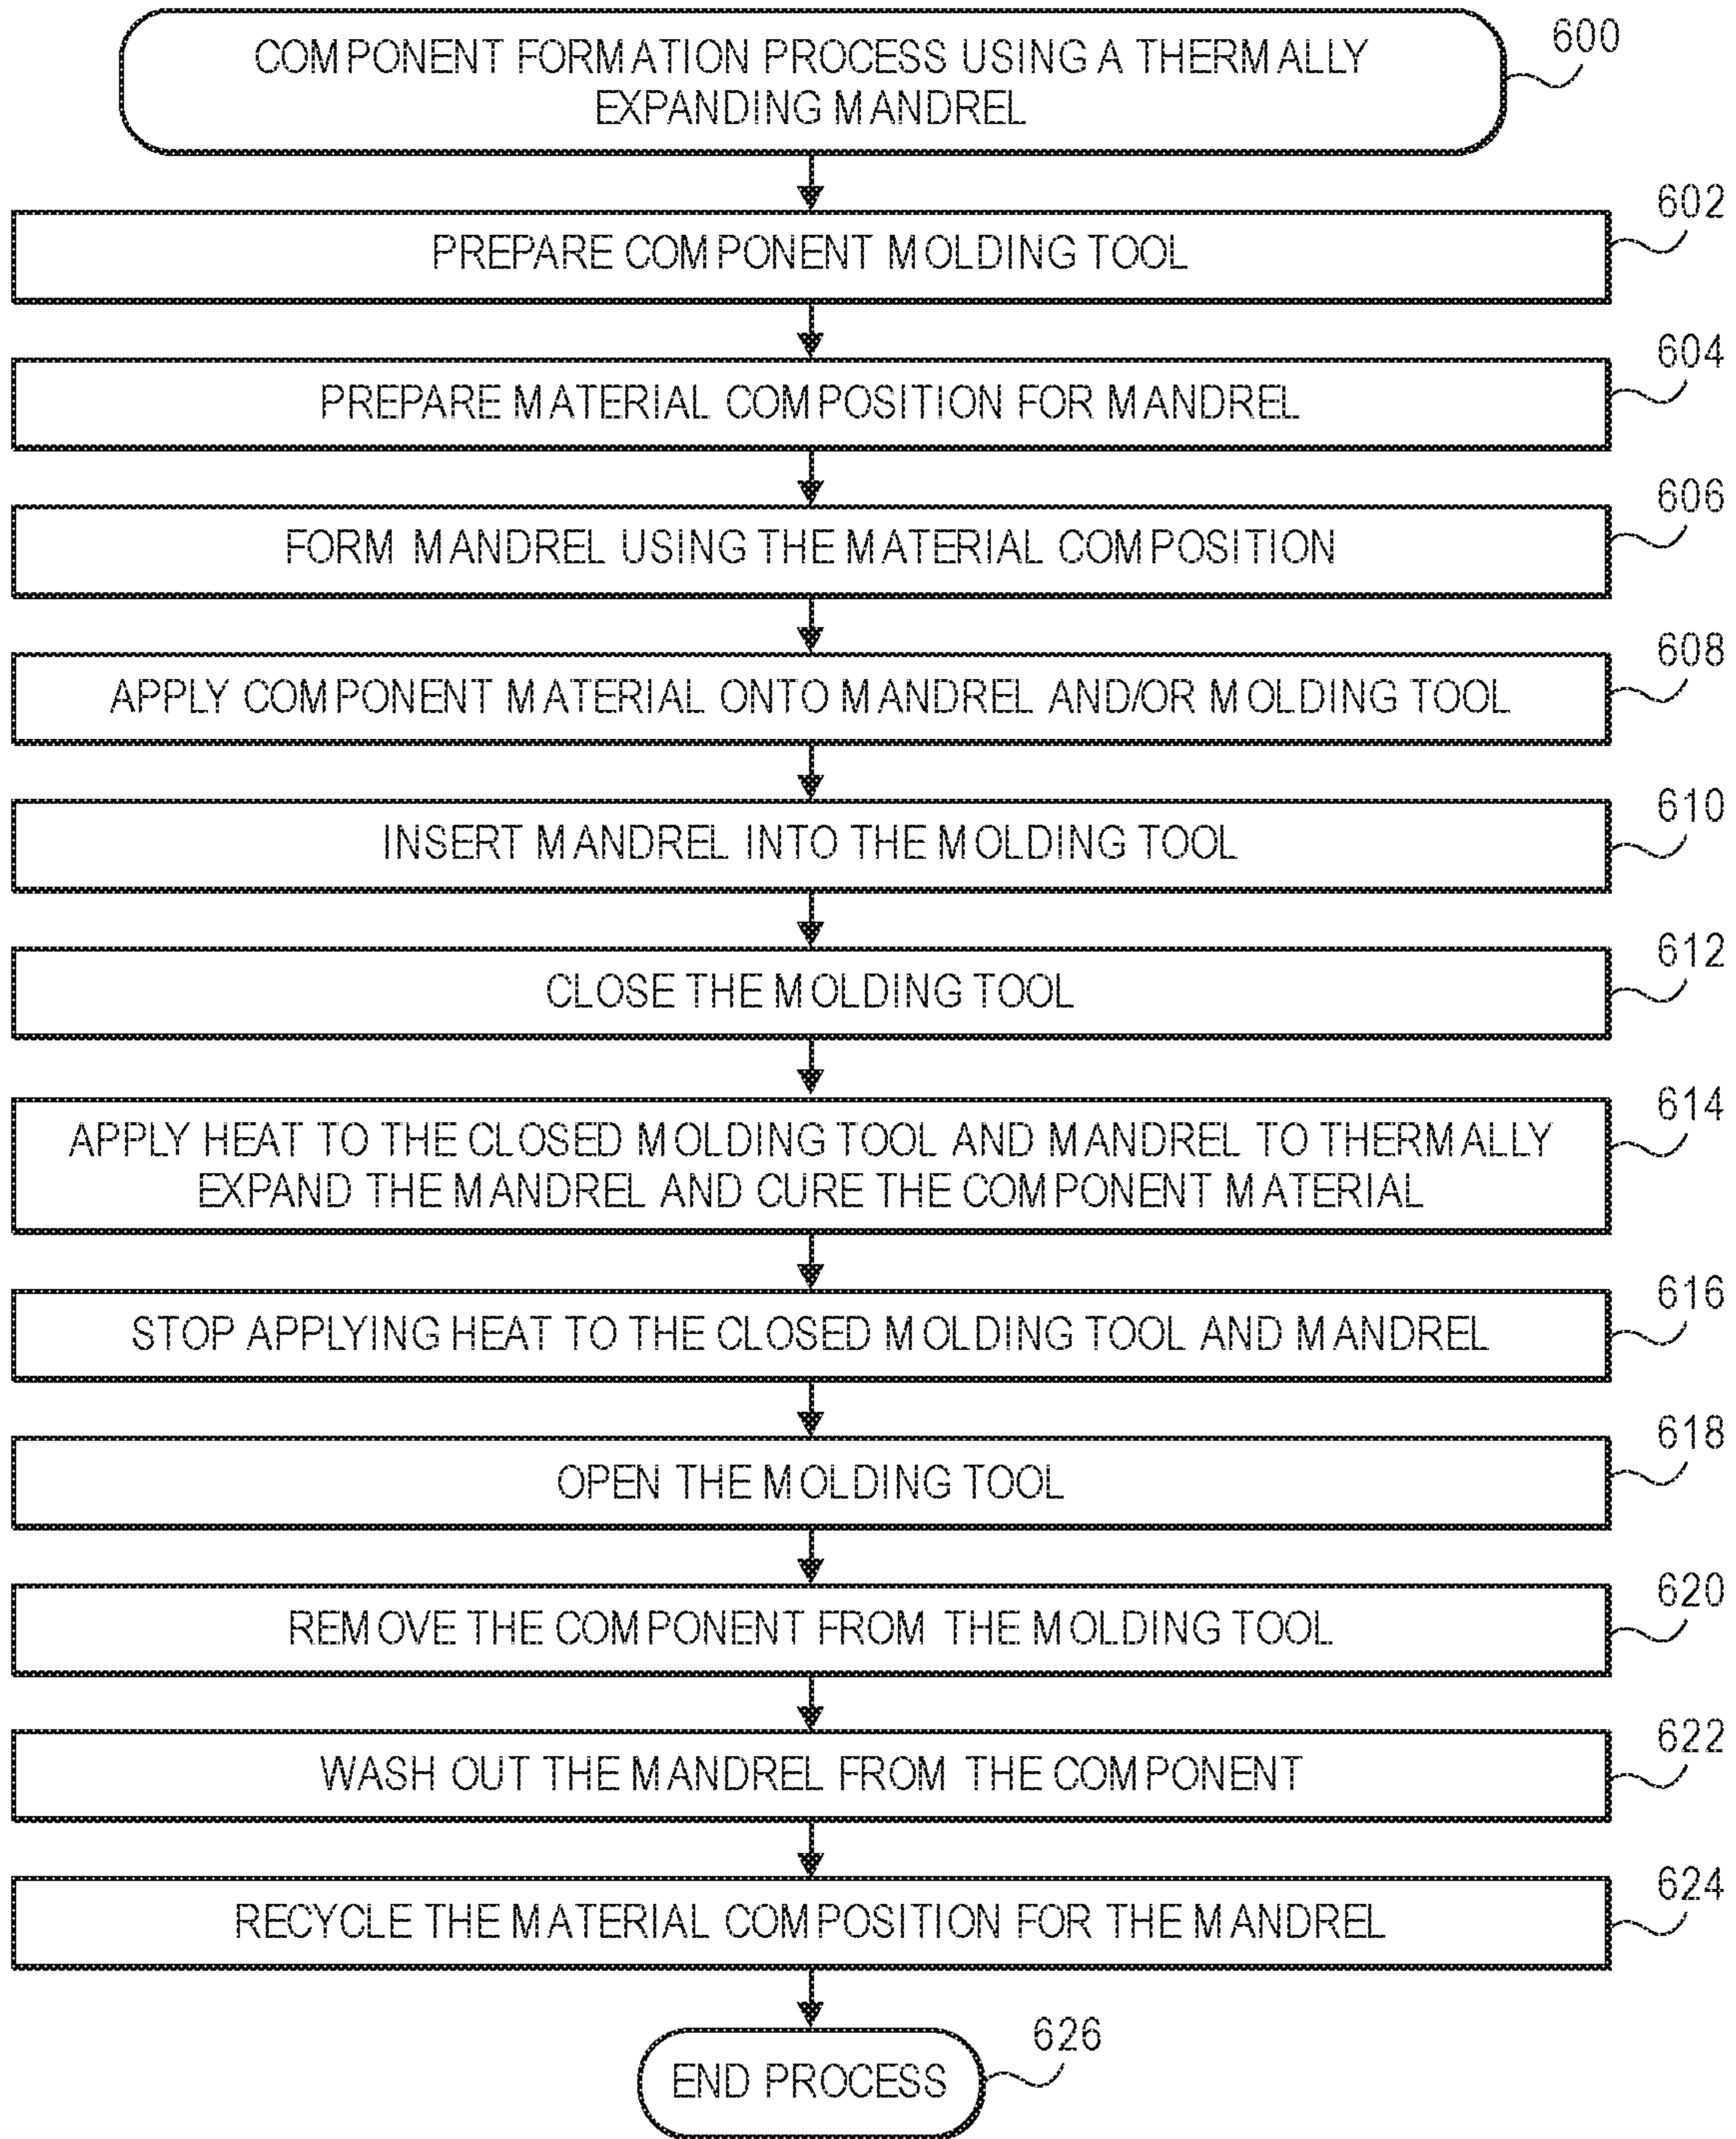 COMPONENT FORMATION PROCESS USING A THERMALLY
EXPANDING MANDREL
600
PREPARE COMPONENT MOLDING TOOL
602
PREPARE MATERIAL COMPOSITION FOR MANDREL
604
FORM MANDREL USING THE MATERIAL COMPOSITION
606
APPLY COMPONENT MATERIAL ONTO MANDREL AND/OR MOLDING TOOL
608
INSERT MANDREL INTO THE MOLDING TOOL
610
CLOSE THE MOLDING TOOL
612
APPLY HEAT TO THE CLOSED MOLDING TOOL AND MANDREL TO THERMALLY
EXPAND THE MANDREL AND CURE THE COMPONENT MATERIAL
614
STOP APPLYING HEAT TO THE CLOSED MOLDING TOOL AND MANDREL
616
OPEN THE MOLDING TOOL
618
REMOVE THE COMPONENT FROM THE MOLDING TOOL
620
WASH OUT THE MANDREL FROM THE COMPONENT
622
RECYCLE THE MATERIAL COMPOSITION FOR THE MANDREL
624
END PROCESS
626